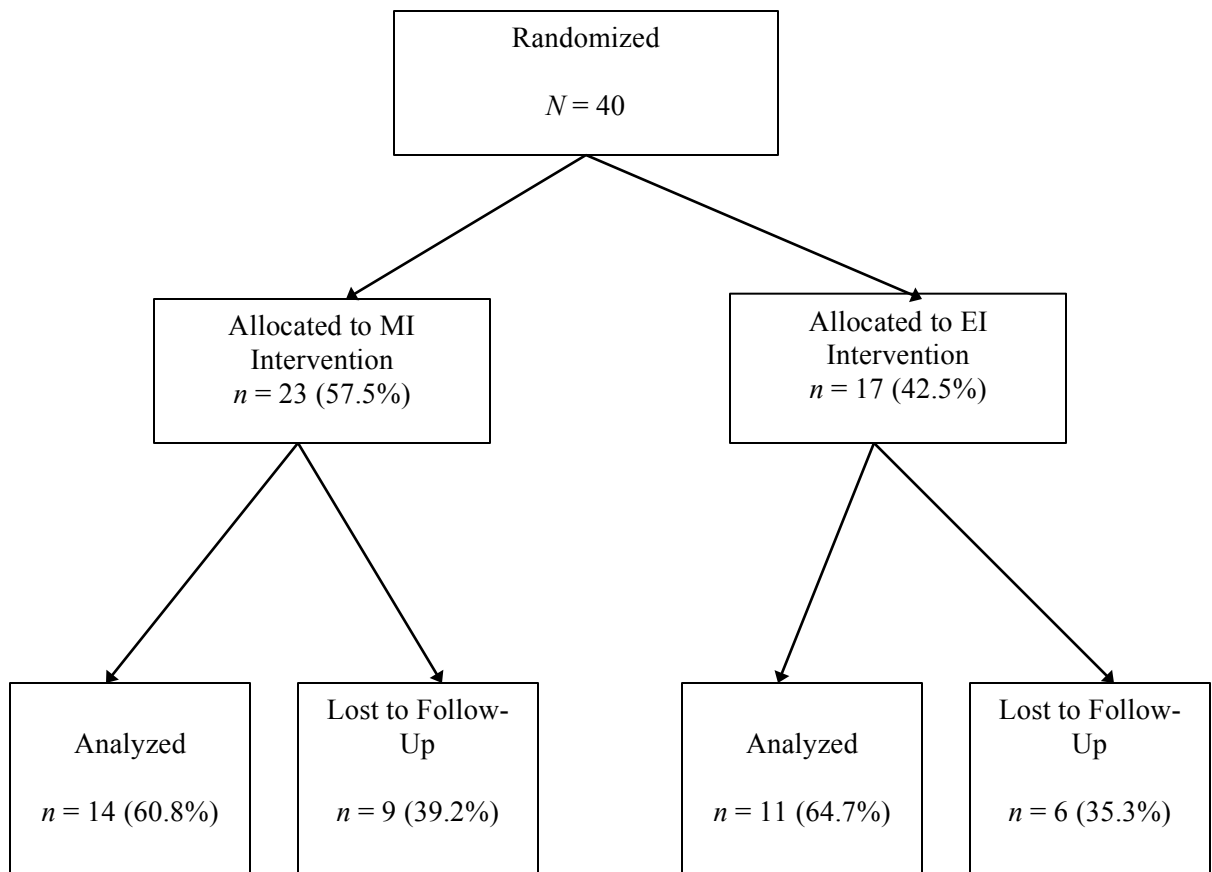 Randomized
N = 40
Allocated to MI
Intervention
n = 23 (57.5%)
Allocated to EI
Intervention
n = 17 (42.5%)
Analyzed
n = 14 (60.8%)
Lost to Follow-
Up
n = 9 (39.2%)
Analyzed
n = 11 (64.7%)
Lost to Follow-
Up
n = 6 (35.3%)